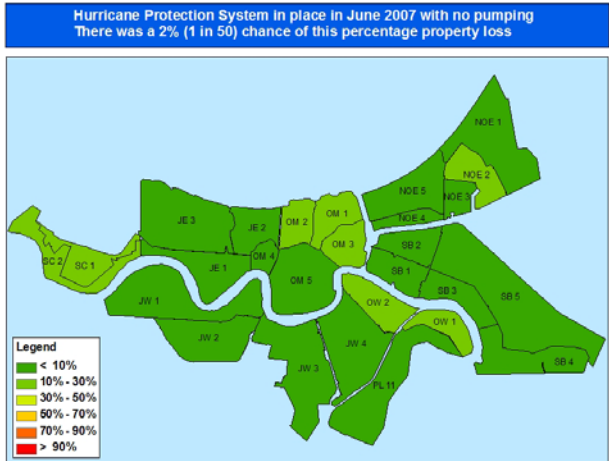 Hurricane Protection System in place in June 2007 with no pumping
There was a 2% (1 in 50) chance of this percentage property loss
NOE 1
NOE 2
NOE 5
NOE 3
NOE 4
JE 3
JE 2
OM 2
OM 1
OM 3
OM 4
SB 2
SC 2
SC 1
JE 1
OM 5
SB 1
SB 3
SB 5
JW 1
OW 2
OW 1
JW 2
JW 4
JW 3
SB 4
PL 11
Legend
< 10%
10% - 30%
30% - 50%
50% - 70%
70% - 90%
> 90%